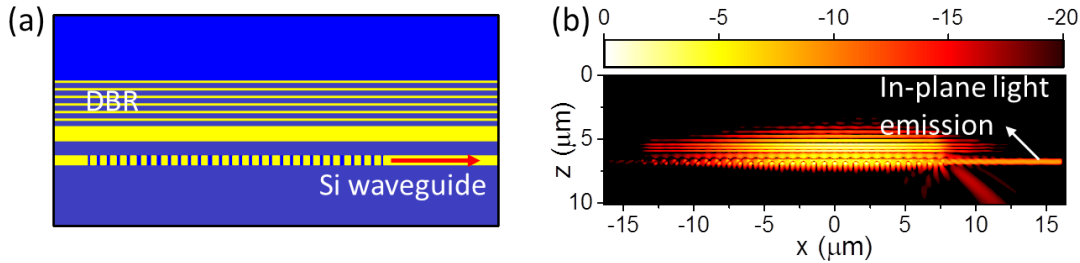 (a)
DBR
Si waveguide
(b)
0 -5 -10 -15 -20
In-plane light
emission
z (μm)
0
5
10
-15 -10 -5 0 5 10 15
x (μm)